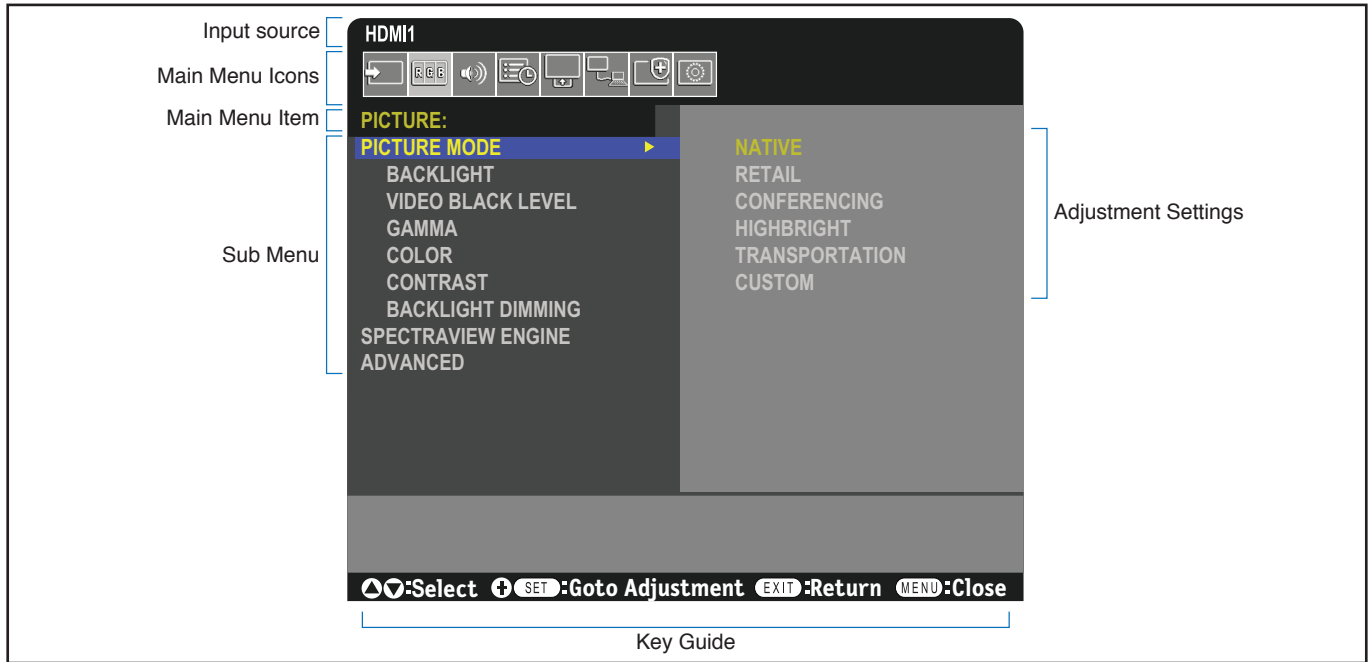 Input source
HDMI1
Main Menu Icons
RGB
Main Menu Item
PICTURE:
PICTURE MODE
BACKLIGHT
VIDEO BLACK LEVEL
GAMMA
COLOR
CONTRAST
BACKLIGHT DIMMING
SPECTRAVIEW ENGINE
ADVANCED
Sub Menu
NATIVE
RETAIL
CONFERENCING
HIGHBRIGHT
TRANSPORTATION
CUSTOM
Adjustment Settings
:Select SET:Goto Adjustment EXIT:Return MENU:Close
Key Guide